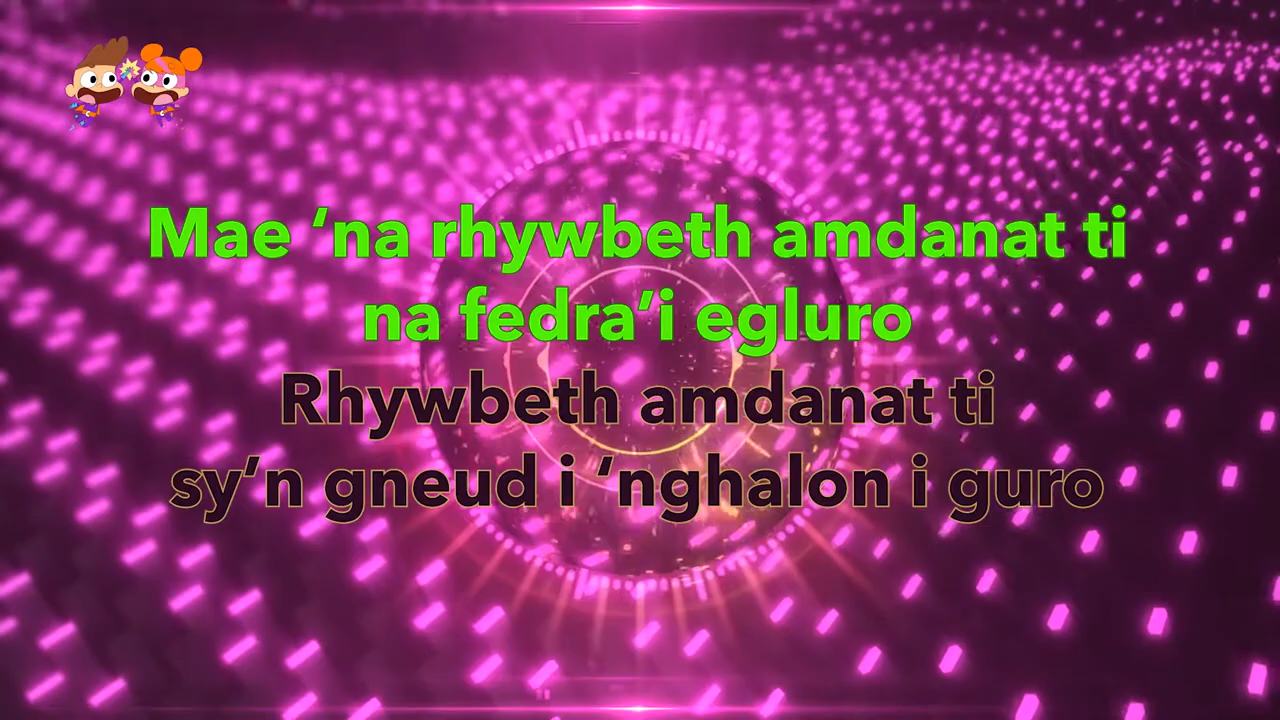 Mae ‘na rhywbeth amdanat ti
na fedra’i egluro
Rhywbeth amdanat ti
sy’n gneud i ‘nghalon i guro